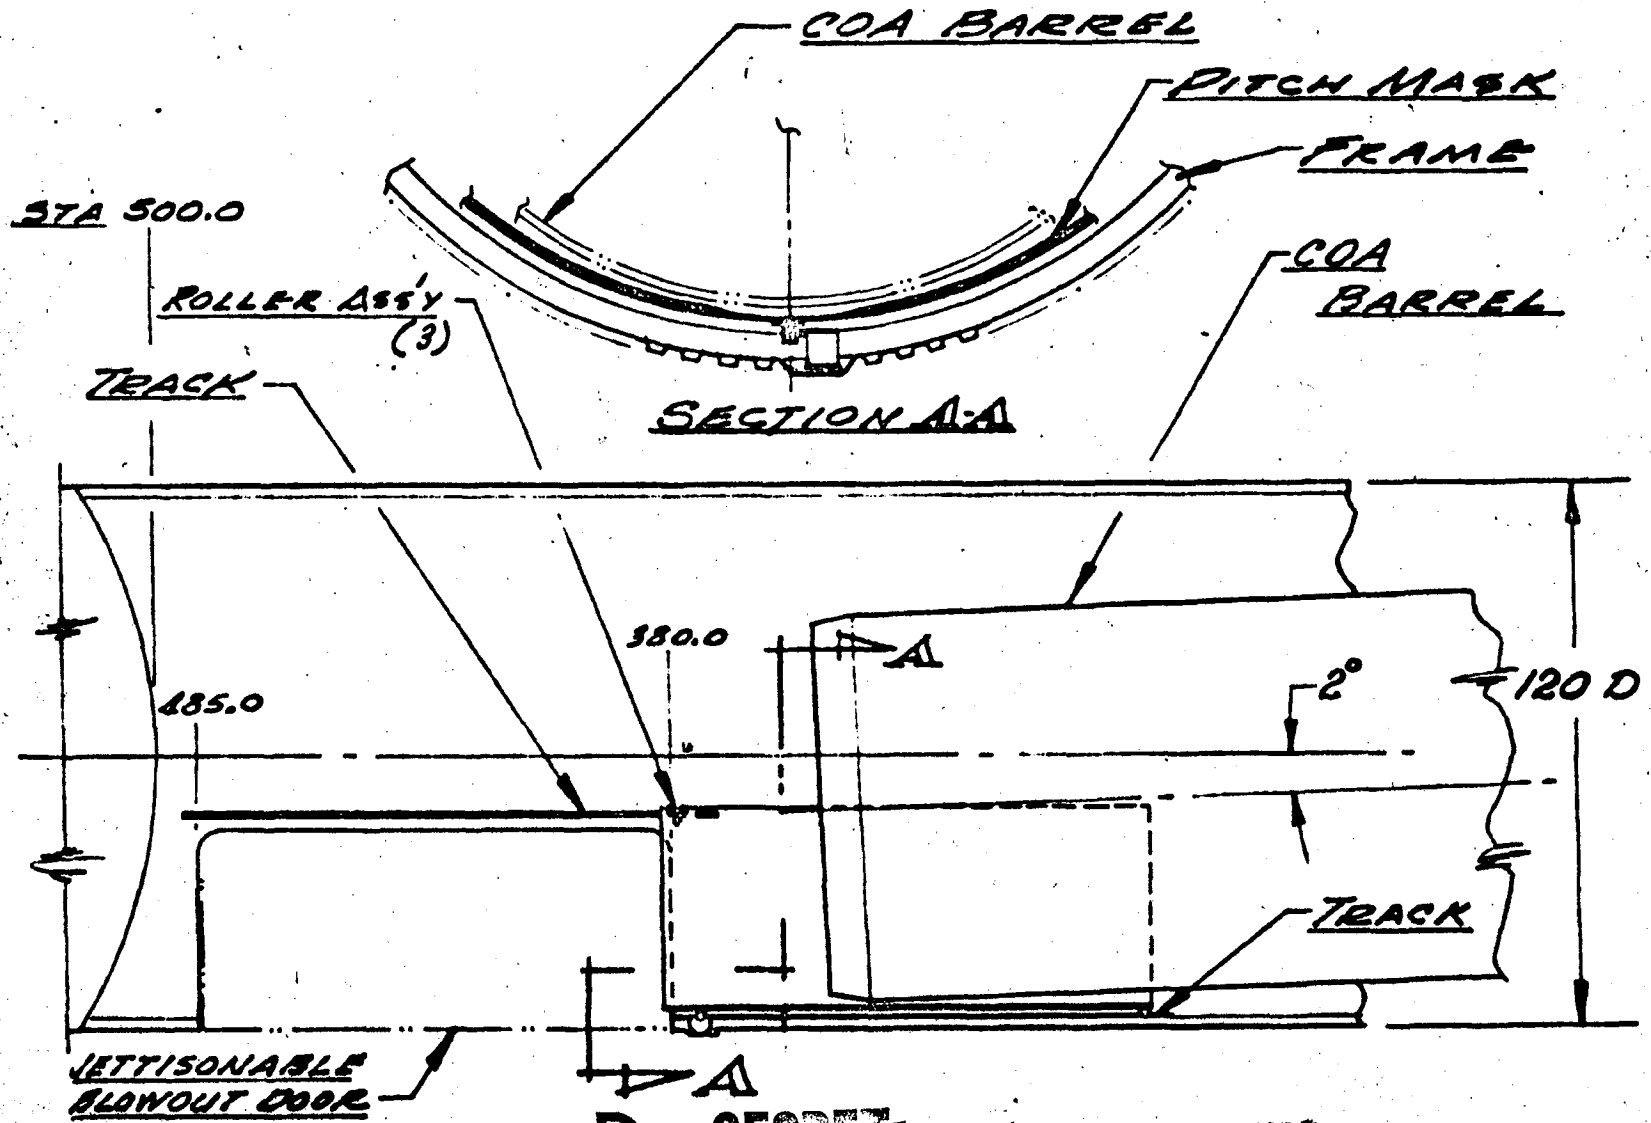 COA BARREL
PITCH MASK
FRAME
STA 500.0
COA
BARREL
ROLLER ASS'Y
(3)
TRACK
SECTION A-A
380.0
A
2°
120 D
485.0
TRACK
JETTISONABLE
BLOWOUT DOOR
A
SECRET